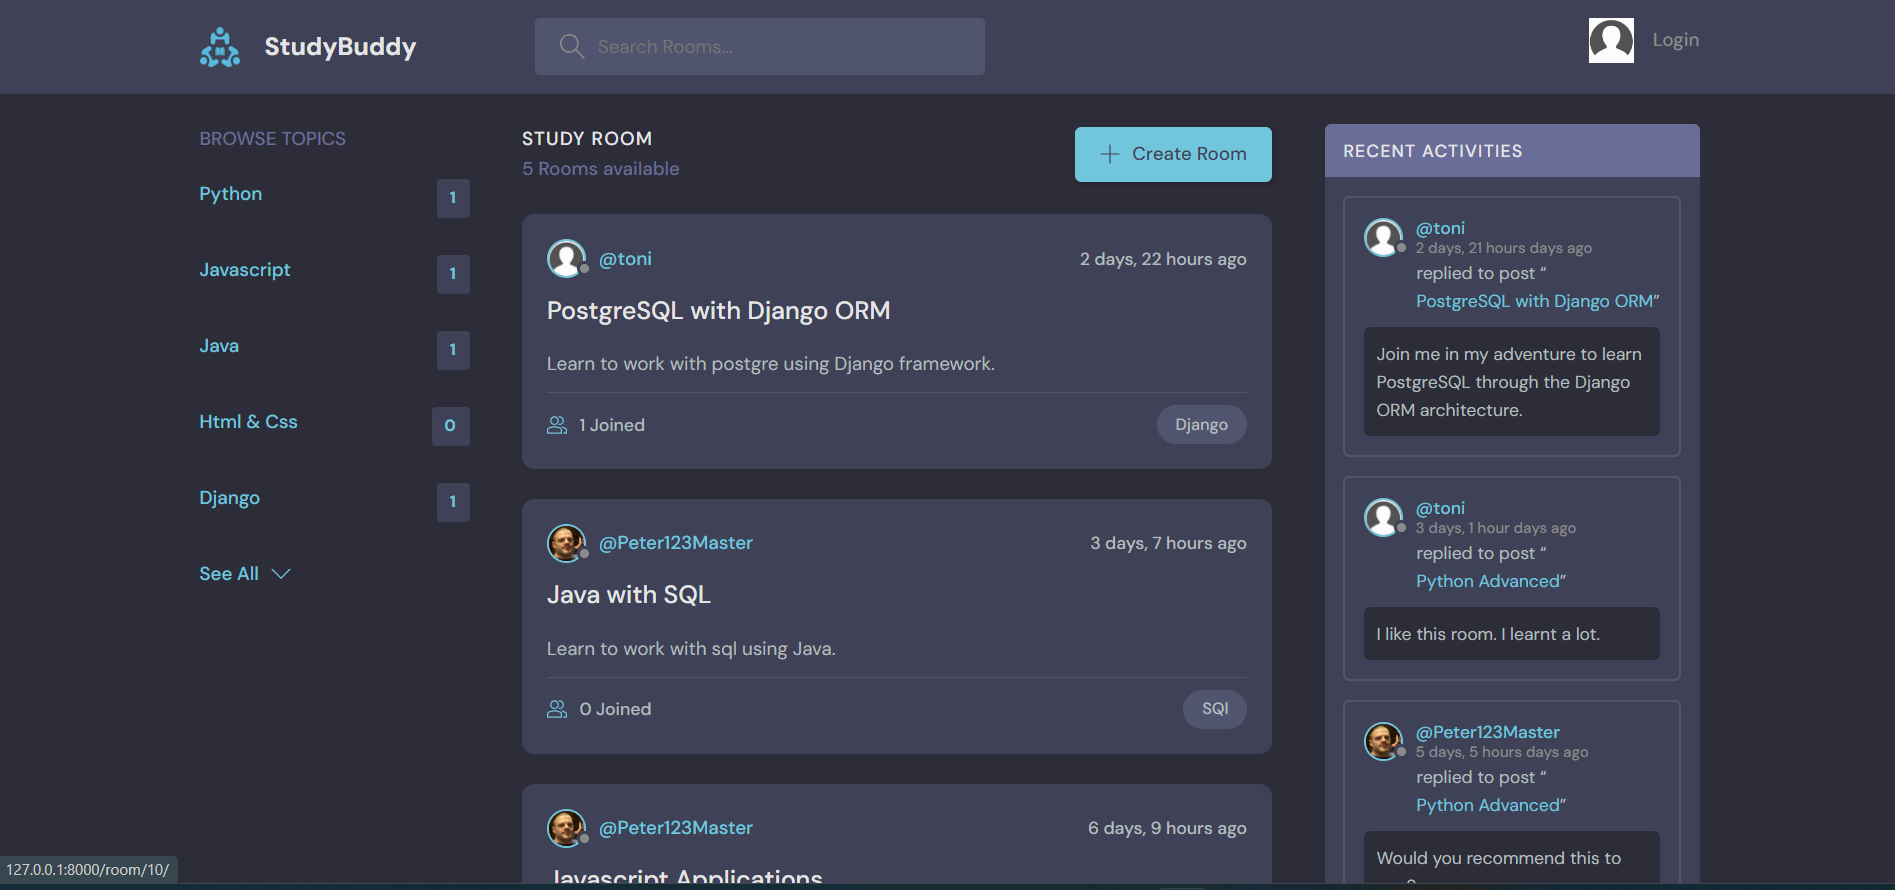 StudyBuddy
Search Rooms...
Login
BROWSE TOPICS
Python
1
Javascript
1
Java
1
Html & Css
0
Django
1
See All
STUDY ROOM
5 Rooms available
Create Room
@toni
2 days, 22 hours ago
PostgreSQL with Django ORM
Learn to work with postgre using Django framework.
1 Joined
Django
@Peter123Master
3 days, 7 hours ago
Java with SQL
Learn to work with sql using Java.
0 Joined
SQl
@Peter123Master
6 days, 9 hours ago
Javascript Applications
RECENT ACTIVITIES
@toni
2 days, 21 hours days ago
replied to post “
PostgreSQL with Django ORM”
Join me in my adventure to learn
PostgreSQL through the Django
ORM architecture.
@toni
3 days, 1 hour days ago
replied to post “
Python Advanced”
I like this room. I learnt a lot.
@Peter123Master
5 days, 5 hours days ago
replied to post “
Python Advanced”
Would you recommend this to
127.0.0.1:8000/room/10/